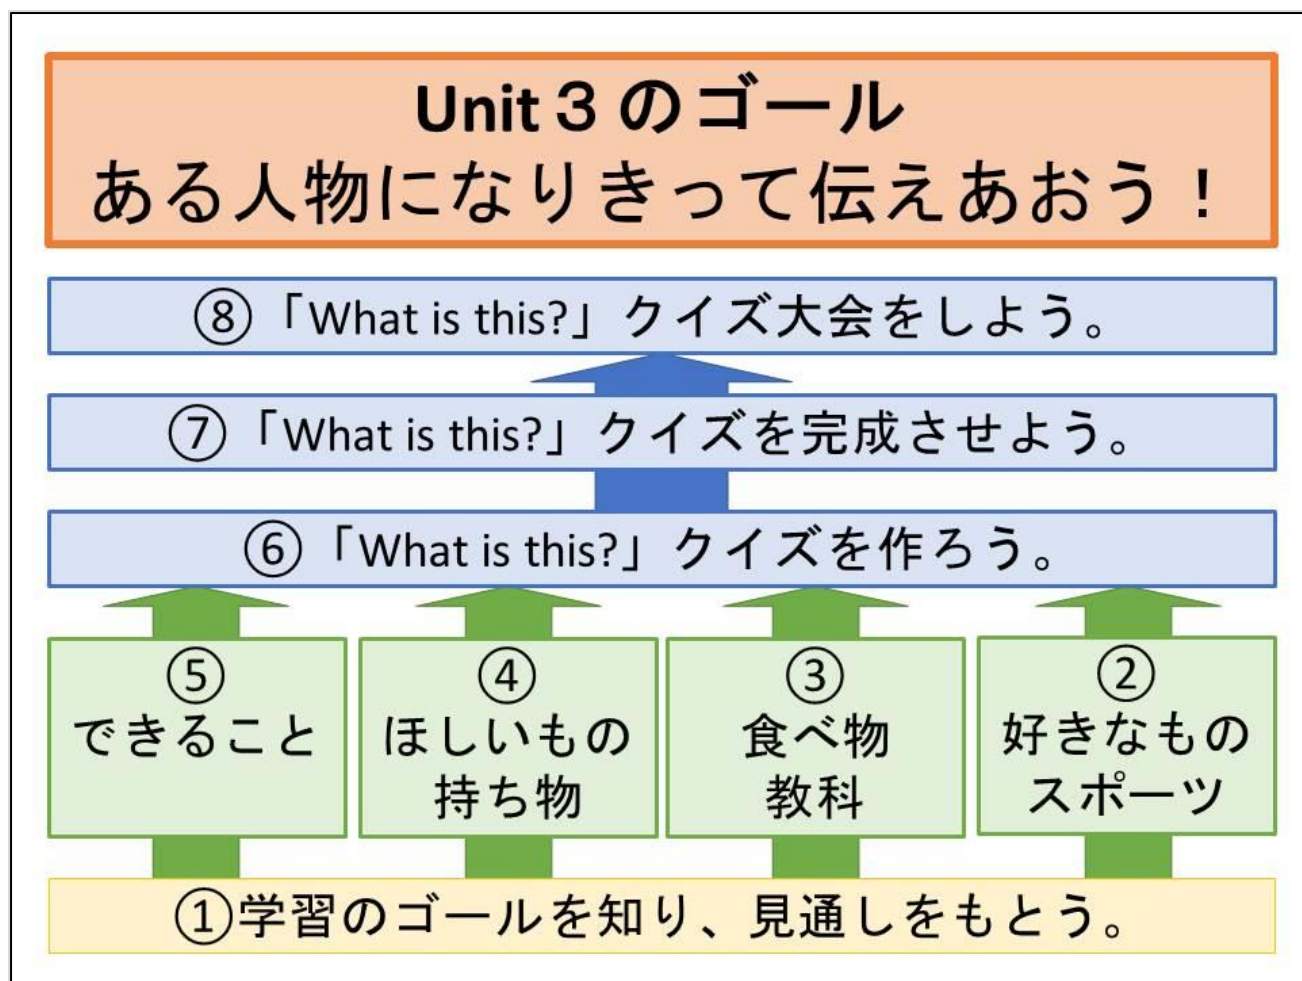 Unit 3 のゴール
ある人物になりきって伝えあおう！
⑧「What is this?」クイズ大会をしよう。
⑦「What is this?」クイズを完成させよう。
⑥「What is this?」クイズを作ろう。
⑤
できること
④
ほしいもの
持ち物
③
食べ物
教科
②
好きなもの
スポーツ
①学習のゴールを知り、見通しをもとう。